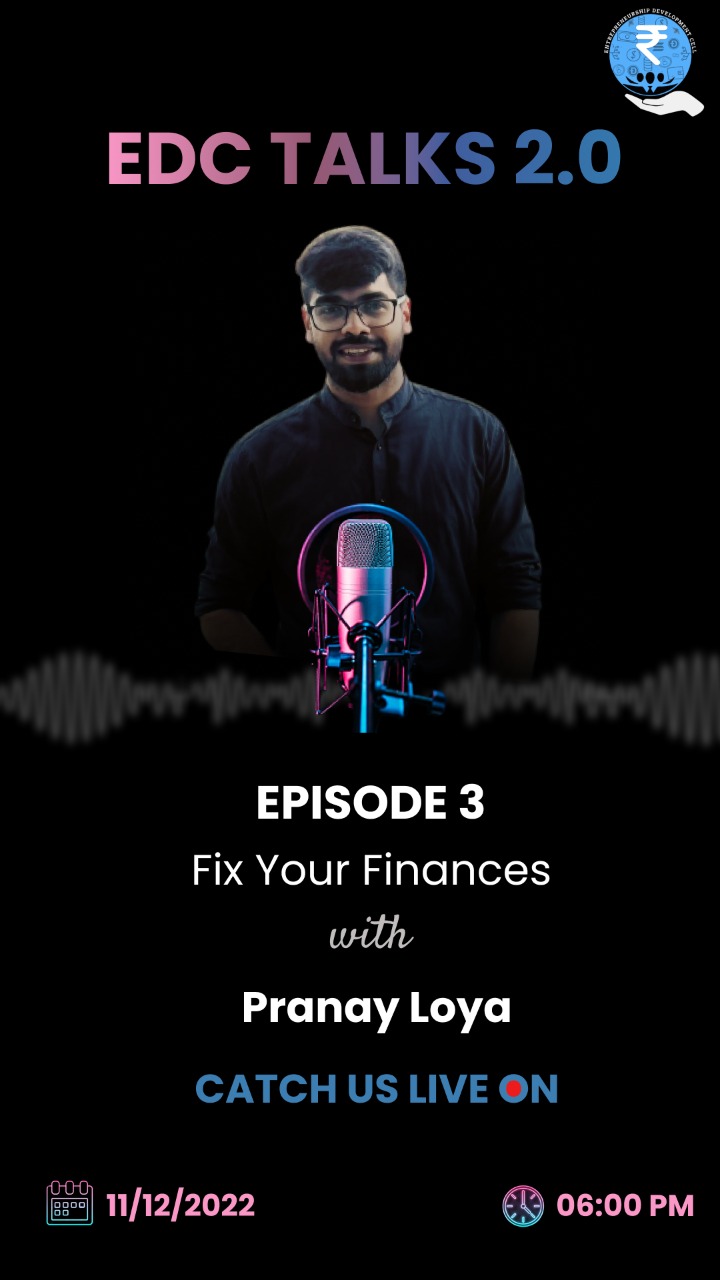 ENTREPRENEURSHIP DEVELOPMENT CELL
₹
EDC TALKS 2.0
EPISODE 3
Fix Your Finances
with
Pranay Loya
CATCH US LIVE ON
11/12/2022
06:00 PM